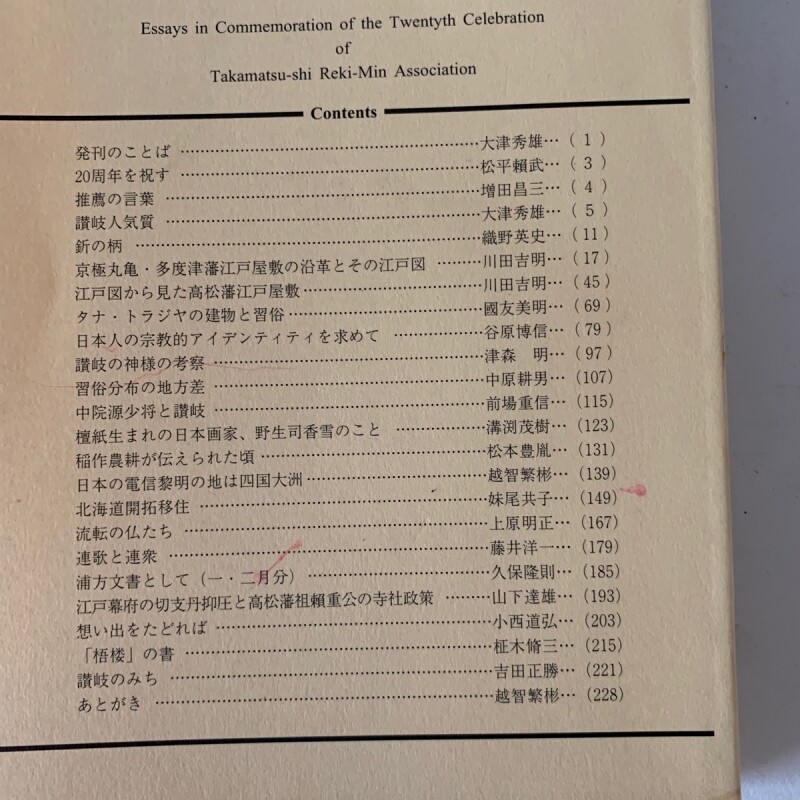 Essays in Commemoration of the Twentyth Celebration
of
Takamatsu-shi Reki-Min Association
Contents
発刊のことば ……大津秀雄…( 1 )
20周年を祝す ……松平頼武…( 3 )
推薦の言葉 ……増田昌三…( 4 )
讃岐人気質 ……大津秀雄…( 5 )
釿の柄 ……織野英史…( 11 )
京極丸亀・多度津藩江戸屋敷の沿革とその江戸図 ……川田吉明…( 17 )
江戸図から見た高松藩江戸屋敷……川田吉明…( 45 )
タナ・トラジヤの建物と習俗……國友美明…( 69 )
日本人の宗教的アイデンティティを求めて ……谷原博信…( 79 )
讃岐の神様の考察……津森 明…( 97 )
習俗分布の地方差 ……中原耕男…(107)
中院源少将と讃岐 ……前場重信…(115)
檀紙生まれの日本画家、野生司香雪のこと ……溝渕茂樹…(123)
稲作農耕が伝えられた頃……松本豊胤…(131)
日本の電信黎明の地は四国大洲……越智繁彬…(139)
北海道開拓移住 ……妹尾共子…(149)
流転の仏たち ……上原明正…(167)
連歌と連衆 ……藤井洋一…(179)
浦方文書として（一・二月分）……久保隆則…(185)
江戸幕府の切支丹抑圧と高松藩祖頼重公の寺社政策 ……山下達雄…(193)
想い出をたどれば ……小西道弘…(203)
「梧楼」の書 ……柾木脩三…(215)
讃岐のみち ……吉田正勝…(221)
あとがき ……越智繁彬…(228)